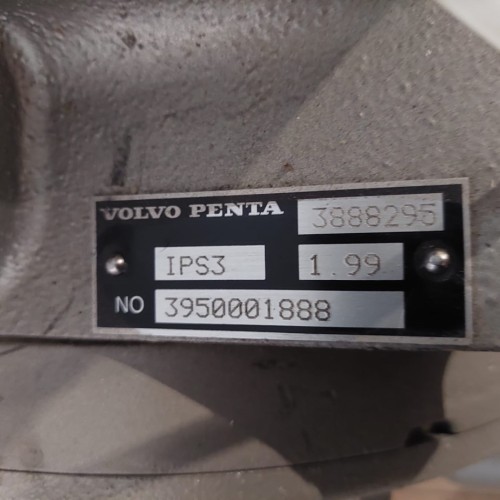 VOLVO PENTA 3888295
IPS3 1.99
NO 3950001888